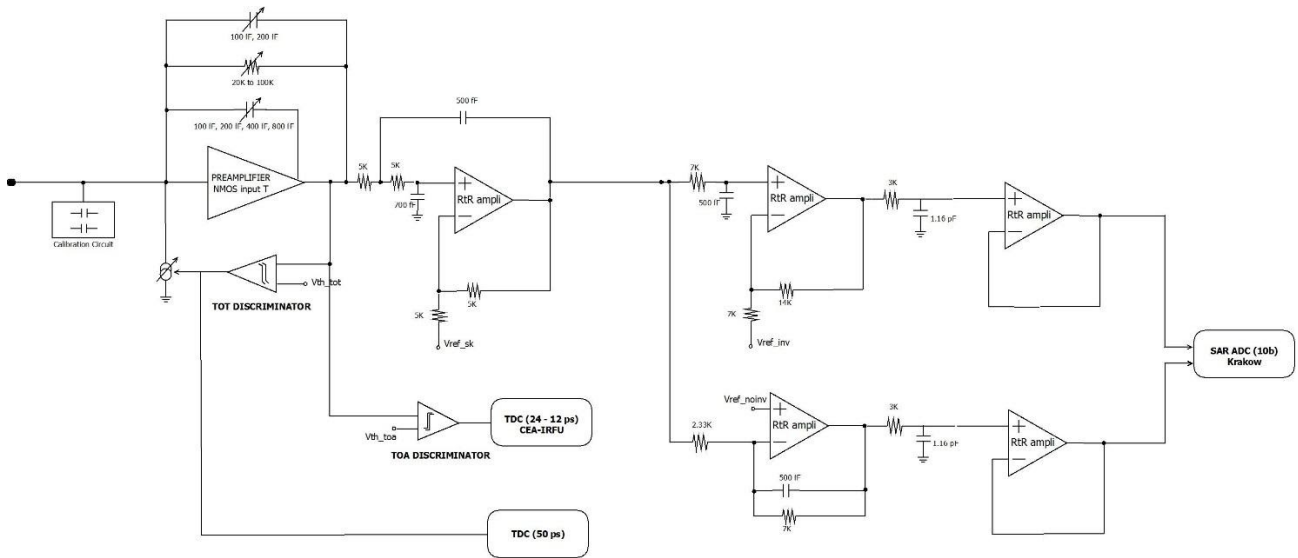 100 fF, 200 fF
20K to 100K
100 fF, 200 fF, 400 fF, 800 fF
PREAMPLIFIER
NMOS input T
Calibration Circuit
5K
5K
500 fF
700 fF
RtR ampli
5K
5K
Vref_sk
Vth_tot
TOT DISCRIMINATOR
Vth_toa
TOA DISCRIMINATOR
TDC (24 - 12 ps)
CEA-IRFU
TDC (50 ps)
7K
500 fF
RtR ampli
14K
7K
Vref_inv
3K
1.16 pF
RtR ampli
Vref_noinv
2.33K
RtR ampli
500 fF
7K
3K
1.16 pF
RtR ampli
SAR ADC (10b)
Krakow